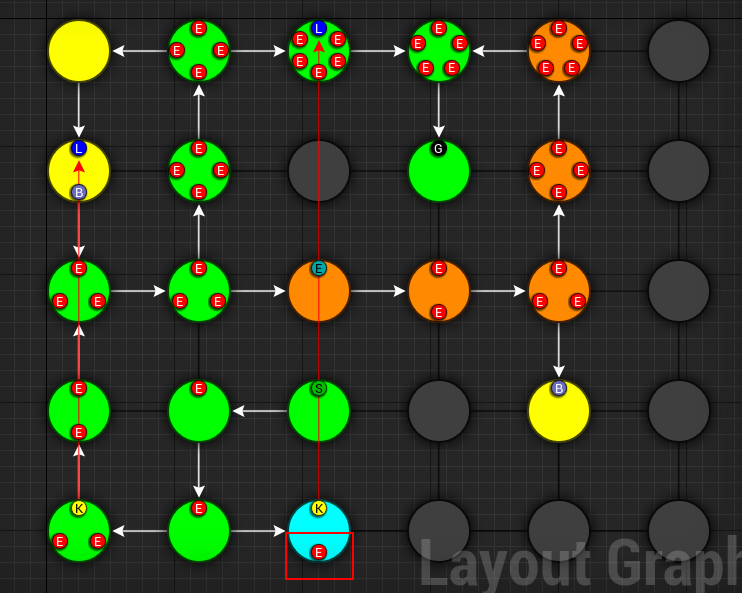 E L E E
E E E E E E
E E
E E E E E E E
E E
L E G E
E E E E
B E E
E E E E E
E E E E E E
E
E E S B
E
K E K
E E
E
Layout Graph